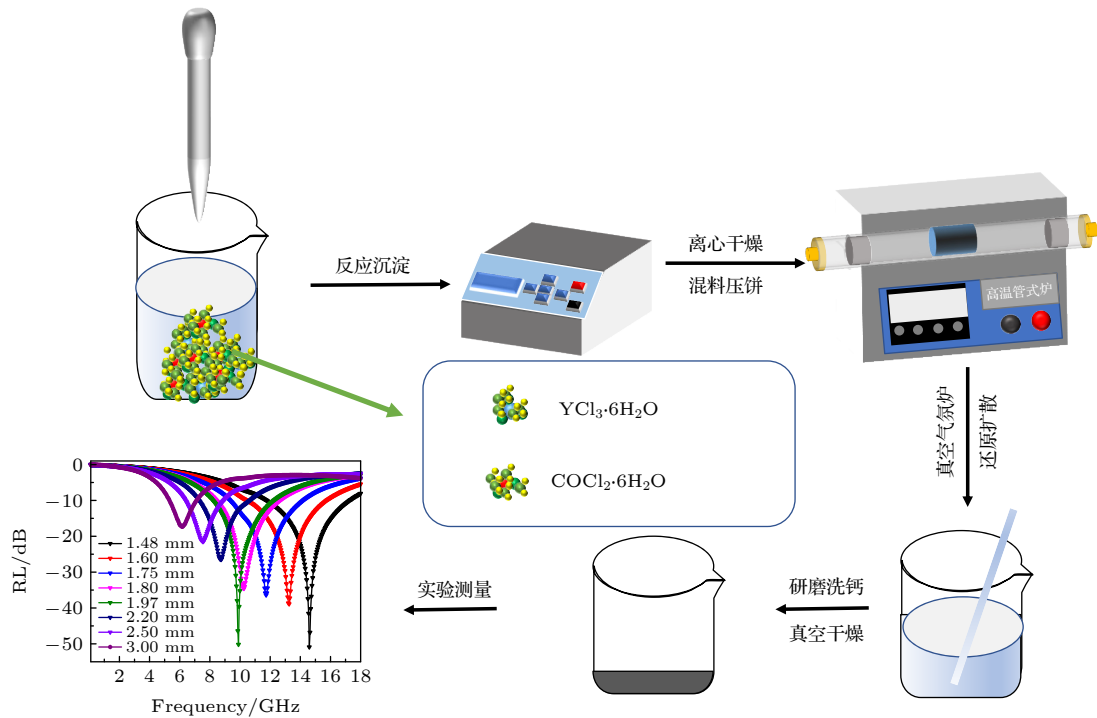 反应沉淀
离心干燥
混料压饼
高温管式炉
YCl₃·6H₂O
COCl₂·6H₂O
真空气氛炉
还原扩散
研磨洗钙
真空干燥
实验测量
RL/dB
0
−10
−20
−30
−40
−50
1.48 mm
1.60 mm
1.75 mm
1.80 mm
1.97 mm
2.20 mm
2.50 mm
3.00 mm
2 4 6 8 10 12 14 16 18
Frequency/GHz